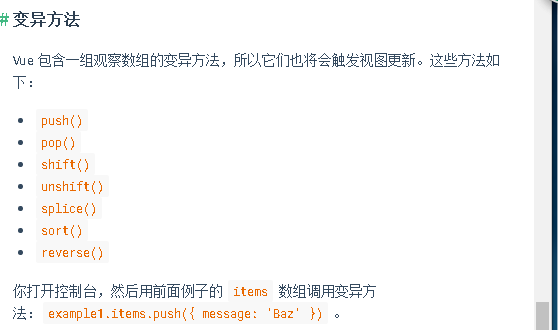 # 变异方法
Vue 包含一组观察数组的变异方法，所以它们也将会触发视图更新。这些方法如
下：
push()
pop()
shift()
unshift()
splice()
sort()
reverse()
你打开控制台，然后用前面例子的 items 数组调用变异方
法：example1.items.push({ message: 'Baz' }) 。